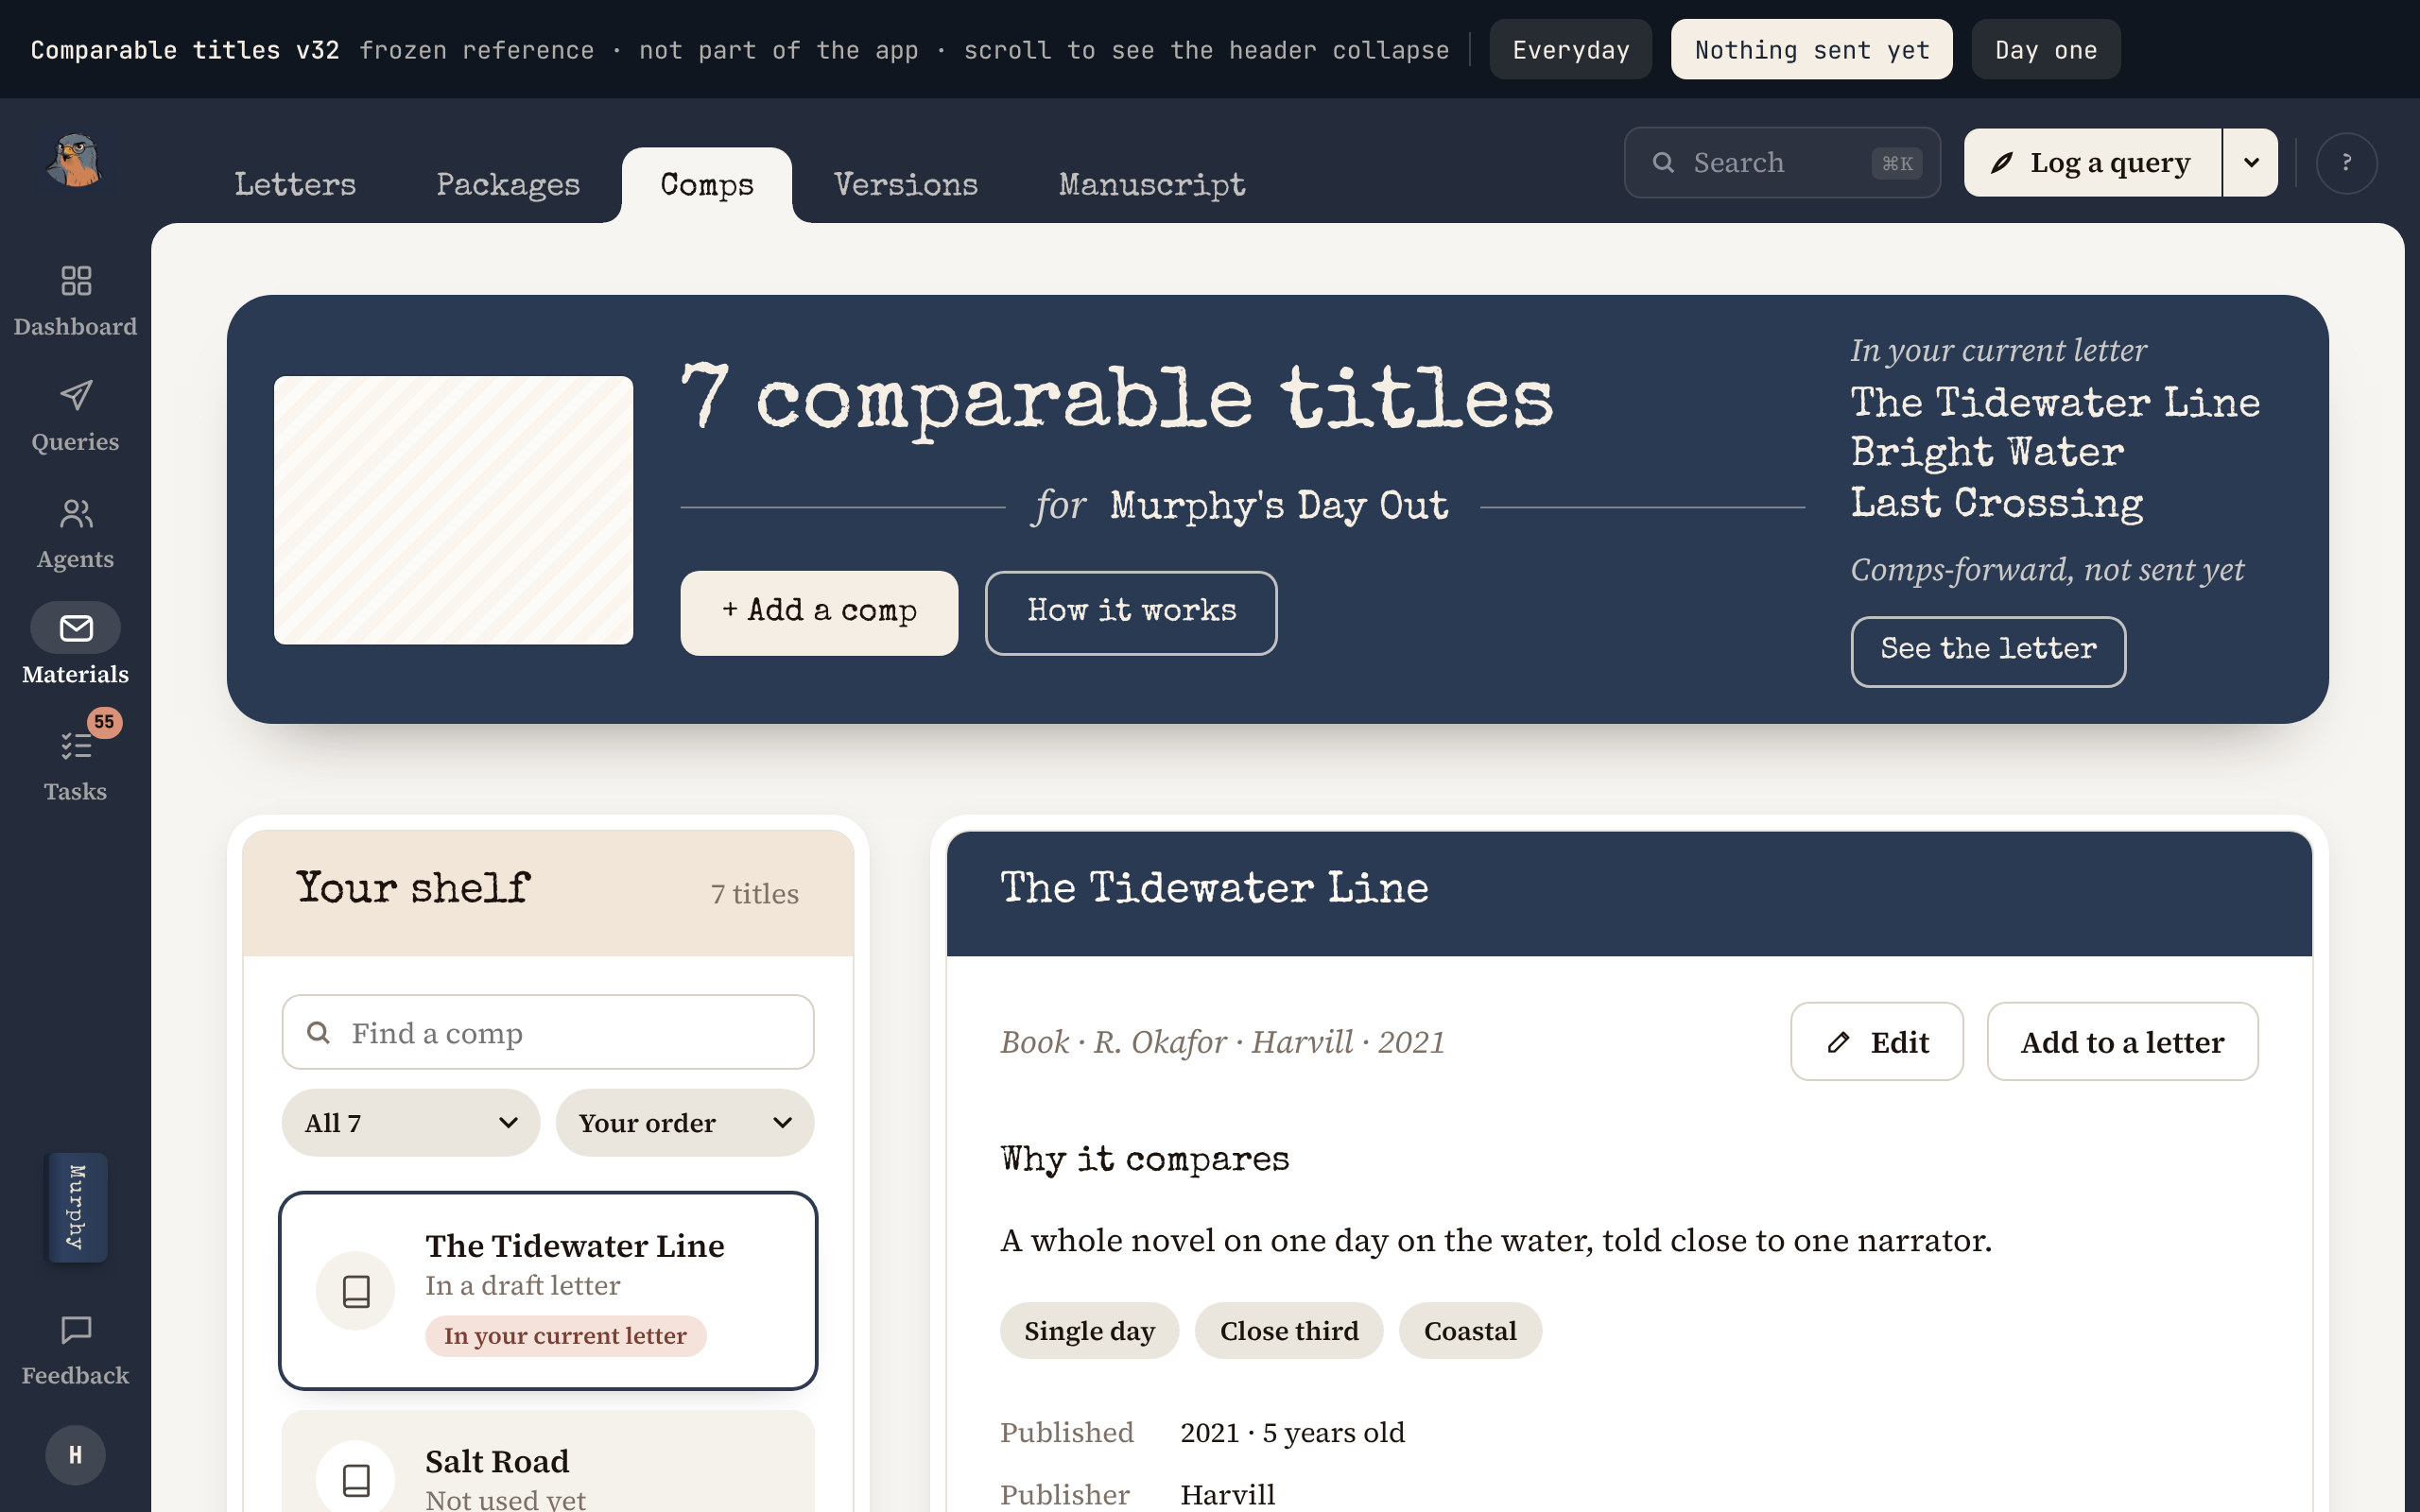 Comparable titles v32 frozen reference · not part of the app · scroll to see the header collapse Everyday Nothing sent yet Day one
Letters Packages Comps Versions Manuscript Search ⌘K Log a query ?
Dashboard
Queries
Agents
Materials
55
Tasks
Murphy
Feedback
H
7 comparable titles
for Murphy's Day Out
+ Add a comp How it works
In your current letter
The Tidewater Line
Bright Water
Last Crossing
Comps-forward, not sent yet
See the letter
Your shelf 7 titles
Find a comp
All 7 Your order
The Tidewater Line
In a draft letter
In your current letter
Salt Road
Not used yet
The Tidewater Line
Book · R. Okafor · Harvill · 2021 Edit Add to a letter
Why it compares
A whole novel on one day on the water, told close to one narrator.
Single day Close third Coastal
Published 2021 · 5 years old
Publisher Harvill